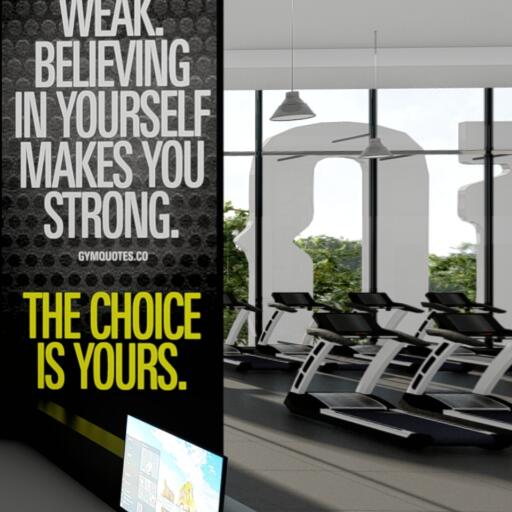 WEAK.
BELIEVING
IN YOURSELF
MAKES YOU
STRONG.
GYMQUOTES.CO
THE CHOICE
IS YOURS.